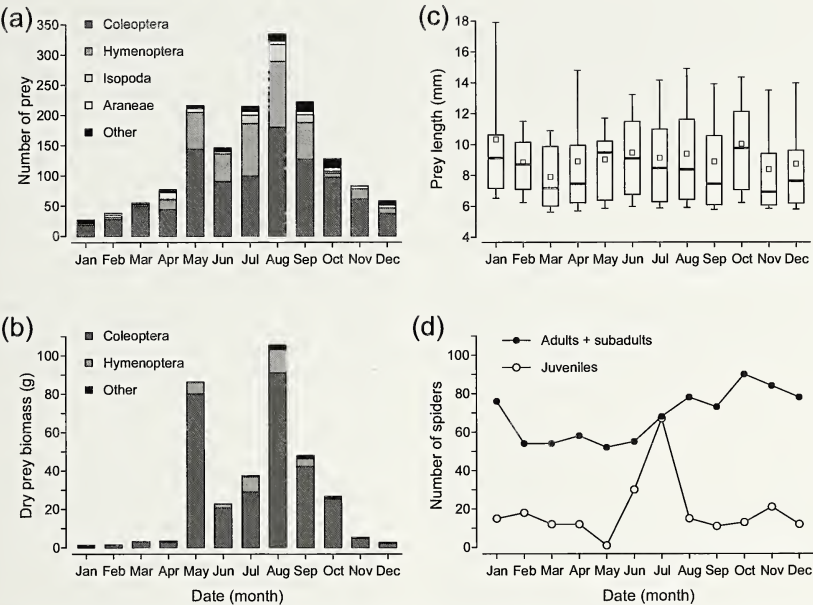 (a)
350
300
250
200
150
100
50
0
Number of prey
Coleoptera
Hymenoptera
Isopoda
Araneae
Other
Jan Feb Mar Apr May Jun Jul Aug Sep Oct Nov Dec
(c)
18
16
14
12
10
8
6
4
Prey length (mm)
Jan Feb Mar Apr May Jun Jul Aug Sep Oct Nov Dec
(b)
100
80
60
40
20
0
Dry prey biomass (g)
Coleoptera
Hymenoptera
Other
Jan Feb Mar Apr May Jun Jul Aug Sep Oct Nov Dec
Date (month)
(d)
100
80
60
40
20
0
Number of spiders
Adults + subadults
Juveniles
Jan Feb Mar Apr May Jun Jul Aug Sep Oct Nov Dec
Date (month)